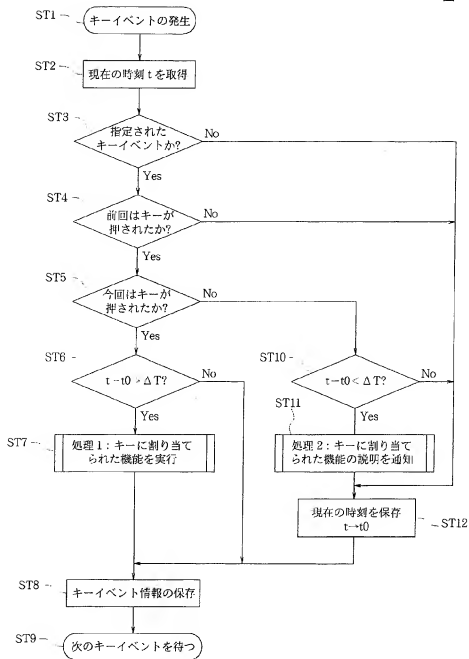 ST1
キーイベントの発生
ST2
現在の時刻tを取得
ST3
指定された
キーイベントか?
No
Yes
ST4
前回はキーが
押されたか?
No
Yes
ST5
今回はキーが
押されたか?
No
Yes
ST6
t-t0>ΔT?
No
Yes
ST10
t-t0<ΔT?
No
Yes
ST7
処理1:キーに割り当て
られた機能を実行
ST11
処理2:キーに割り当て
られた機能の説明を通知
現在の時刻を保存
t→t0
ST12
ST8
キーイベント情報の保存
ST9
次のキーイベントを待つ